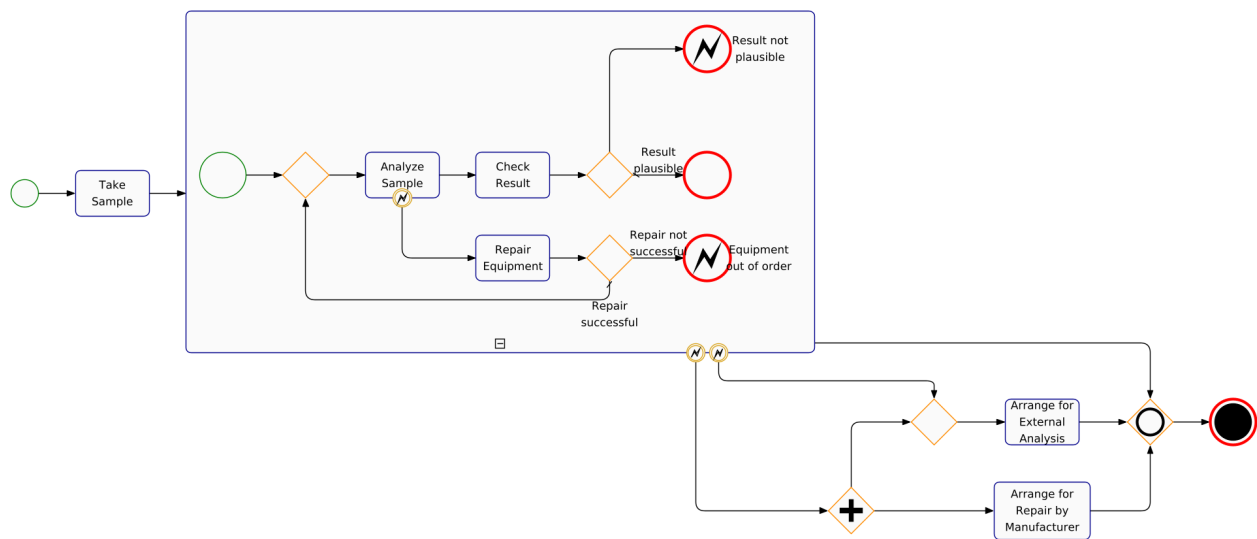 Result not
plausible
Result
plausible
Take
Sample
Analyze
Sample
Check
Result
Repair
Equipment
Repair not
successful
Equipment
out of order
Repair
successful
Arrange for
External
Analysis
Arrange for
Repair by
Manufacturer